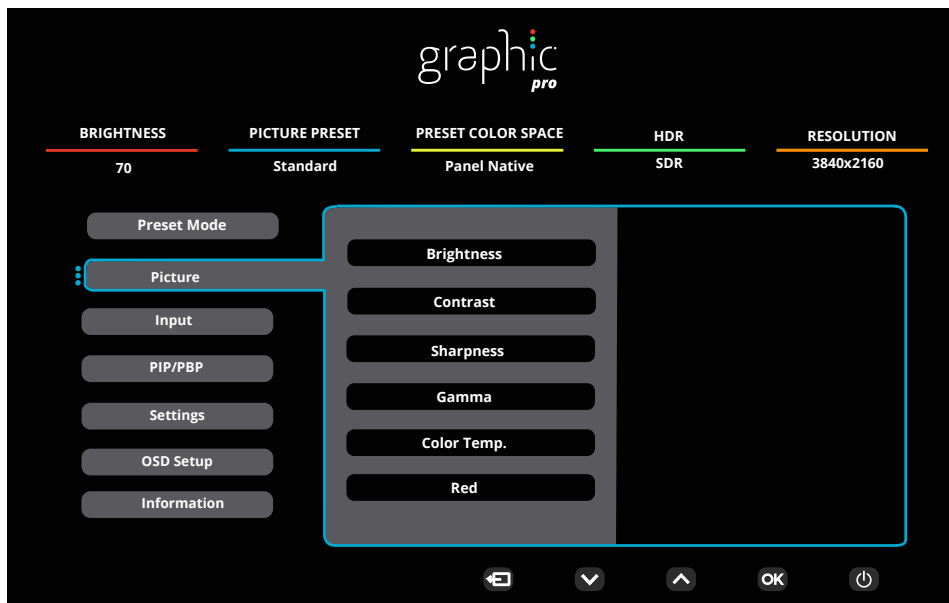 graphic
pro
BRIGHTNESS PICTURE PRESET PRESET COLOR SPACE HDR RESOLUTION
70 Standard Panel Native SDR 3840x2160
Preset Mode
Picture
Input
PIP/PBP
Settings
OSD Setup
Information
Brightness
Contrast
Sharpness
Gamma
Color Temp.
Red
OK